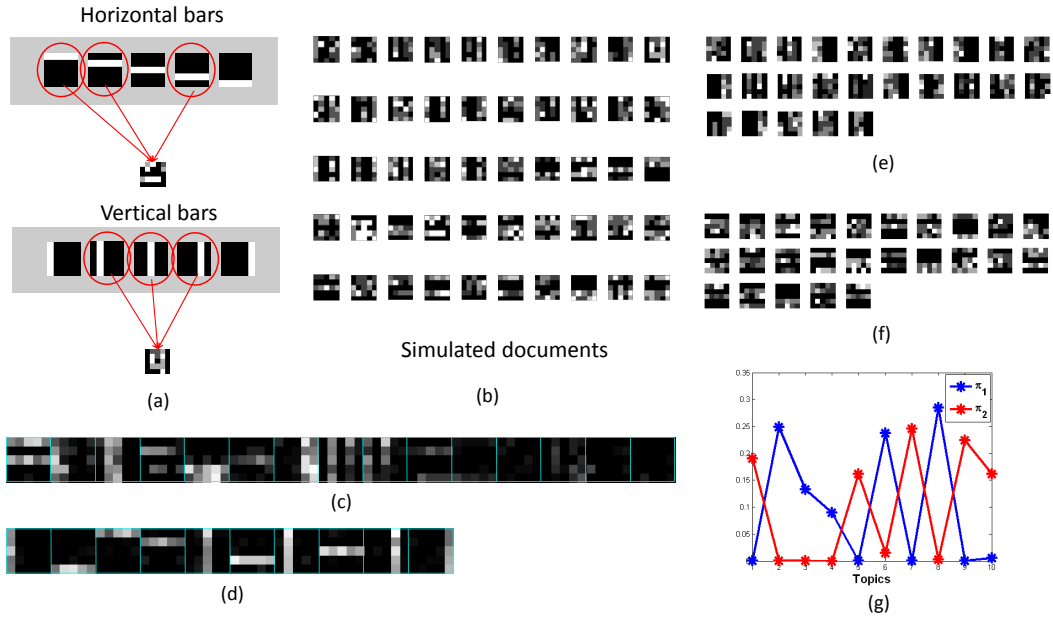 Horizontal bars
Vertical bars
(a)
Simulated documents
(b)
(c)
(d)
(e)
(f)
0.35
0.3
0.25
0.2
0.15
0.1
0.05
1 2 3 4 5 6 7 8 9 10
Topics
π1
π2
(g)